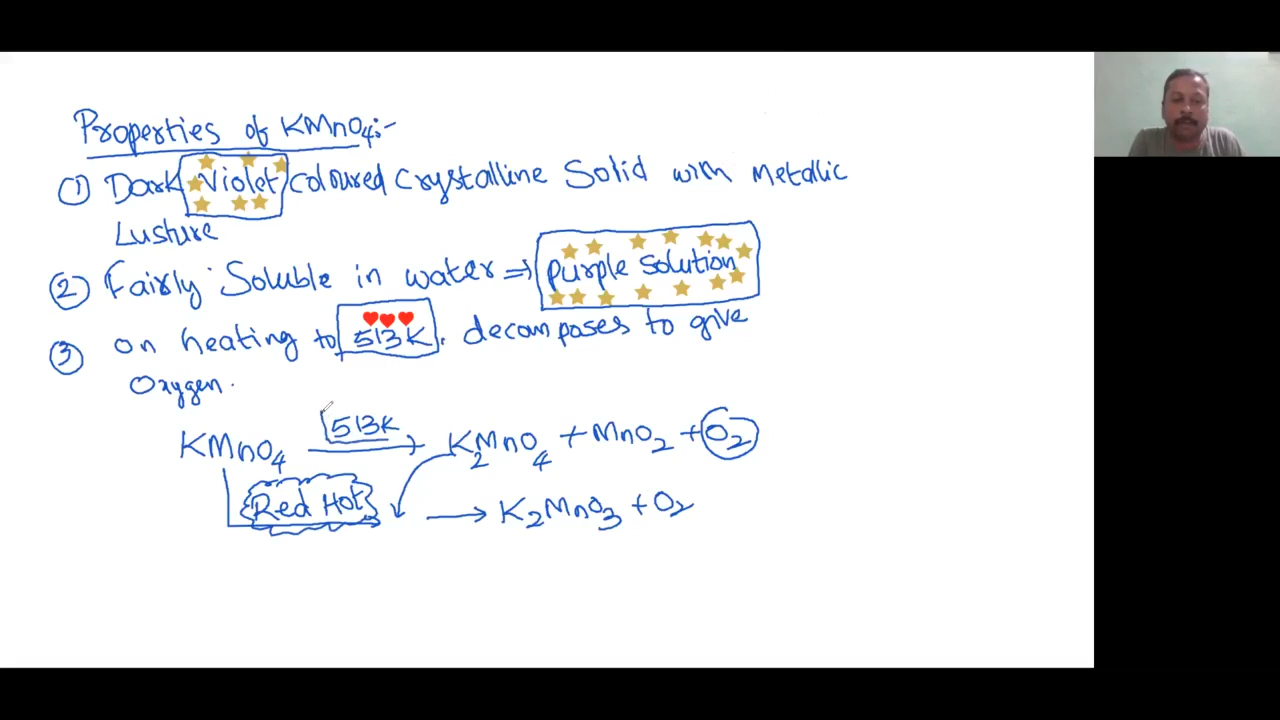 Properties of KMnO4:-
① Dark Violet coloured Crystalline Solid with Metallic
Lusture
② Fairly Soluble in water ⇒ purple solution
③ on heating to 513K, decomposes to give
Oxygen.
KMnO4 513K → K2MnO4 + MnO2 + O2
Red Hot → K2MnO3 + O2